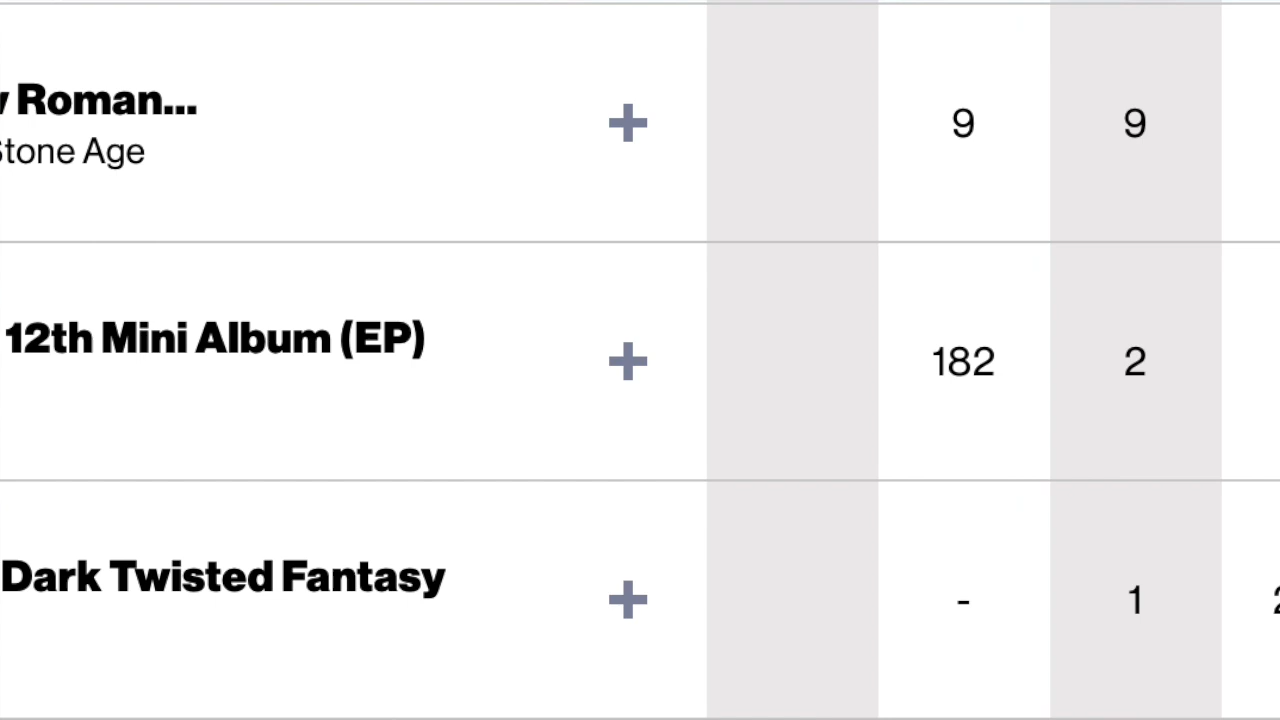 Roman...
Stone Age
+ 9 9
12th Mini Album (EP)
+ 182 2
Dark Twisted Fantasy
+ - 1